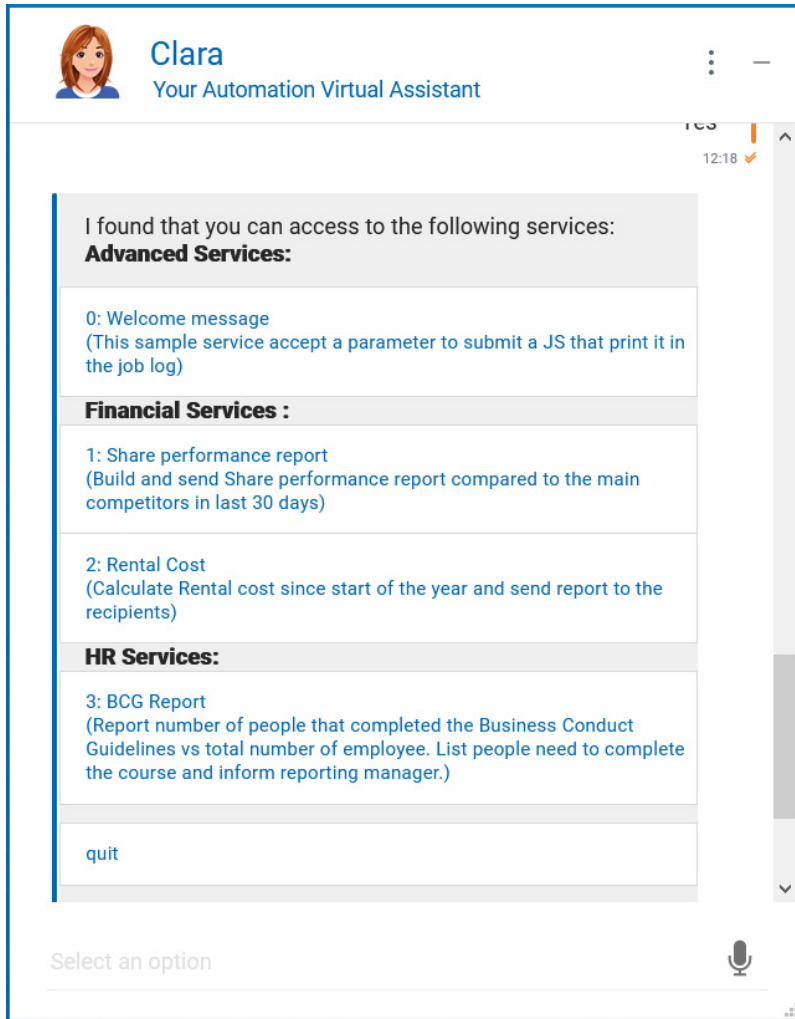 Clara
Your Automation Virtual Assistant
Yes
12:18
I found that you can access to the following services:
Advanced Services:
0: Welcome message
(This sample service accept a parameter to submit a JS that print it in
the job log)
Financial Services :
1: Share performance report
(Build and send Share performance report compared to the main
competitors in last 30 days)
2: Rental Cost
(Calculate Rental cost since start of the year and send report to the
recipients)
HR Services:
3: BCG Report
(Report number of people that completed the Business Conduct
Guidelines vs total number of employee. List people need to complete
the course and inform reporting manager.)
quit
Select an option